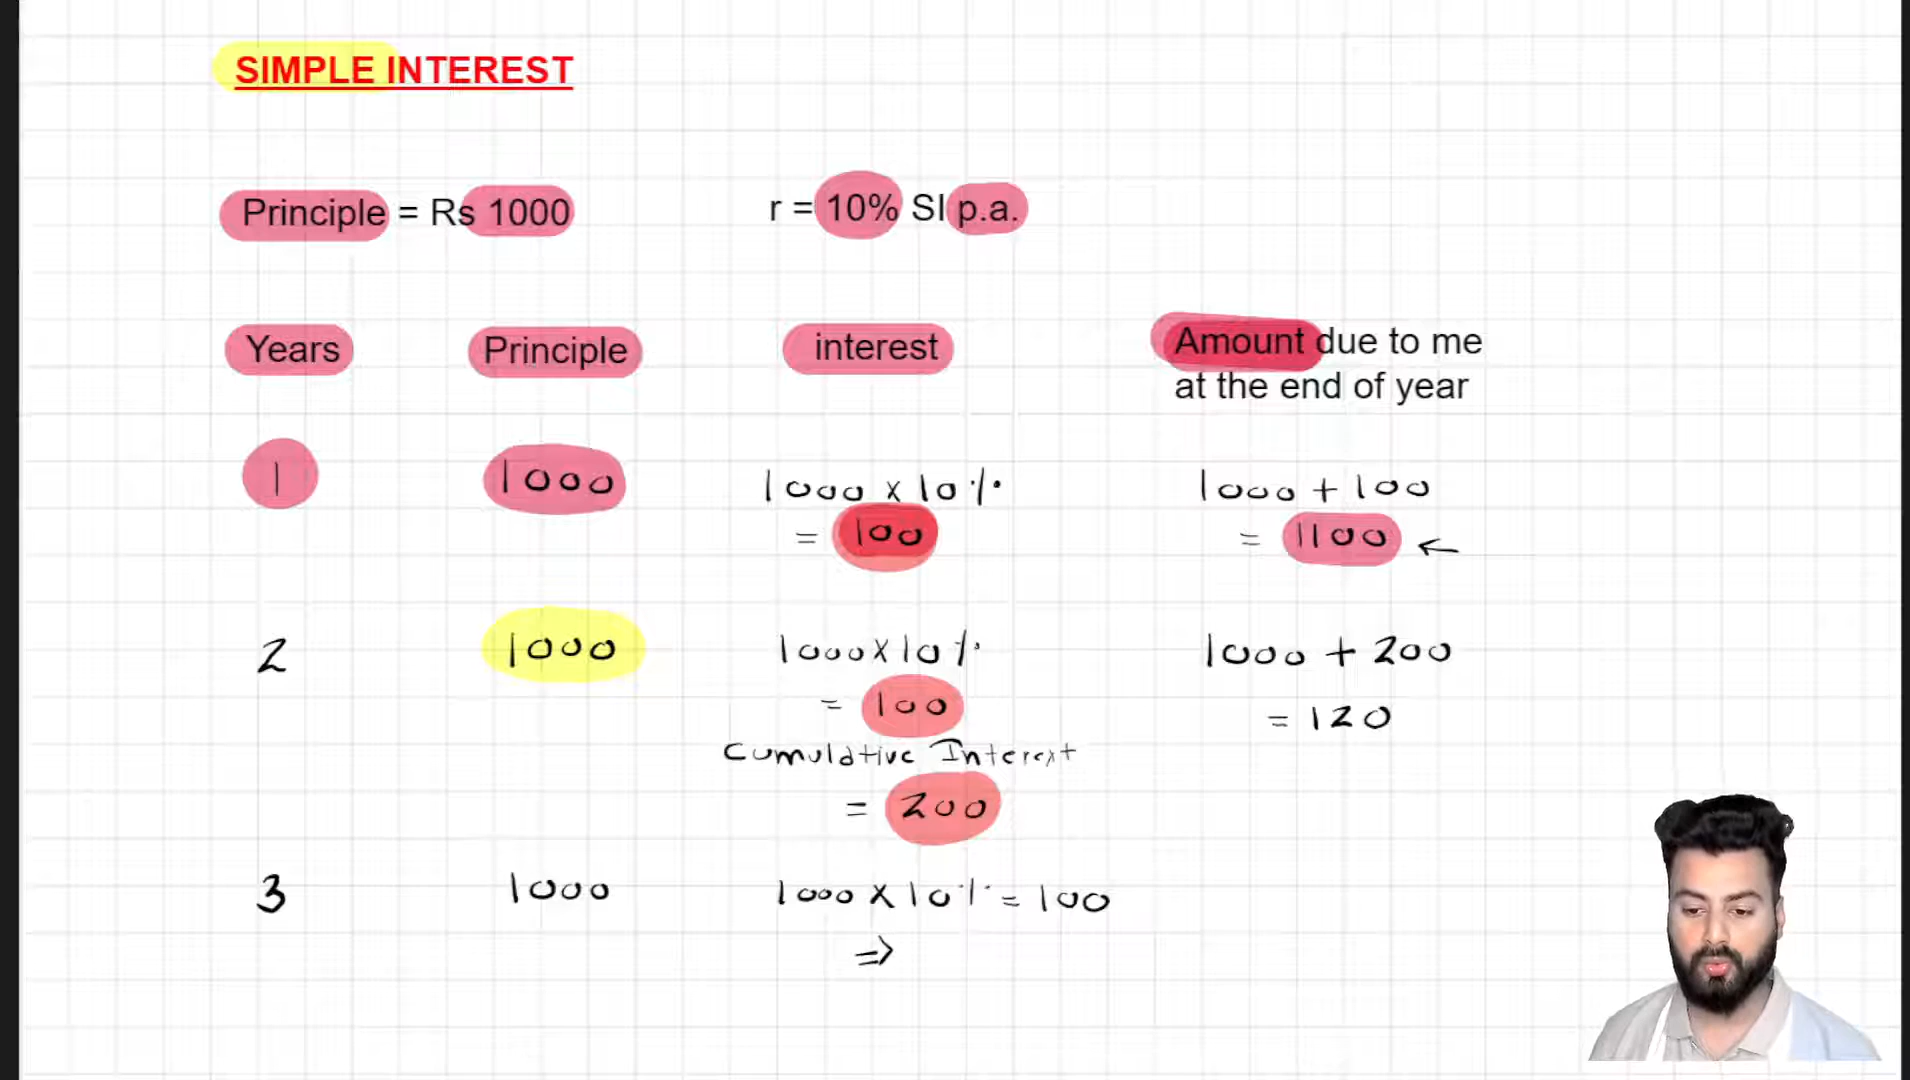 SIMPLE INTEREST
Principle = Rs 1000
r = 10% SI p.a.
Years
Principle
interest
Amount due to me
at the end of year
1
1000
1000 x 10%
= 100
1000 + 100
= 1100 ←
2
1000
1000 x 10%
= 100
Cumulative Interest
= 200
1000 + 200
= 120
3
1000
1000 x 10% = 100
⇒